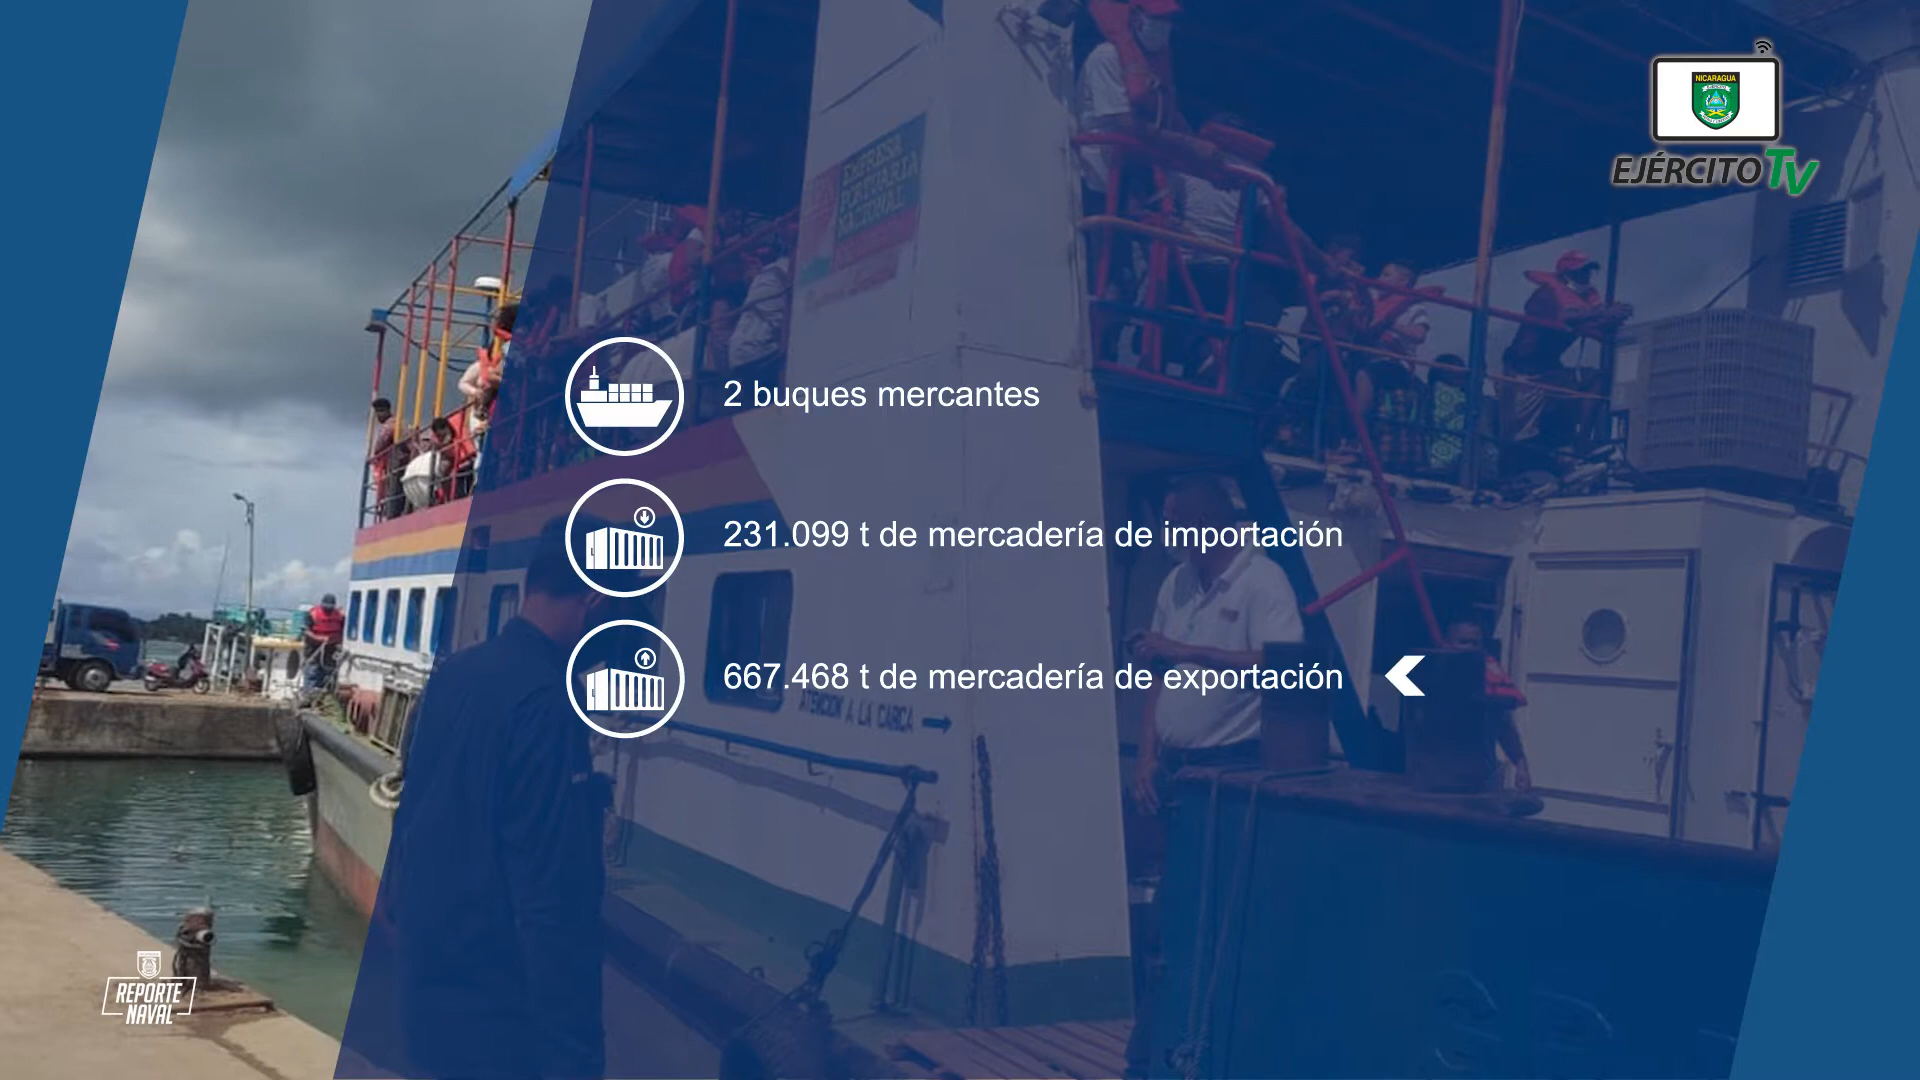 NICARAGUA
EJÉRCITO TV
EMPRESA
PORTUARIA
NACIONAL
2 buques mercantes
231.099 t de mercadería de importación
667.468 t de mercadería de exportación
ATENCION A LA CARGA
REPORTE
NAVAL